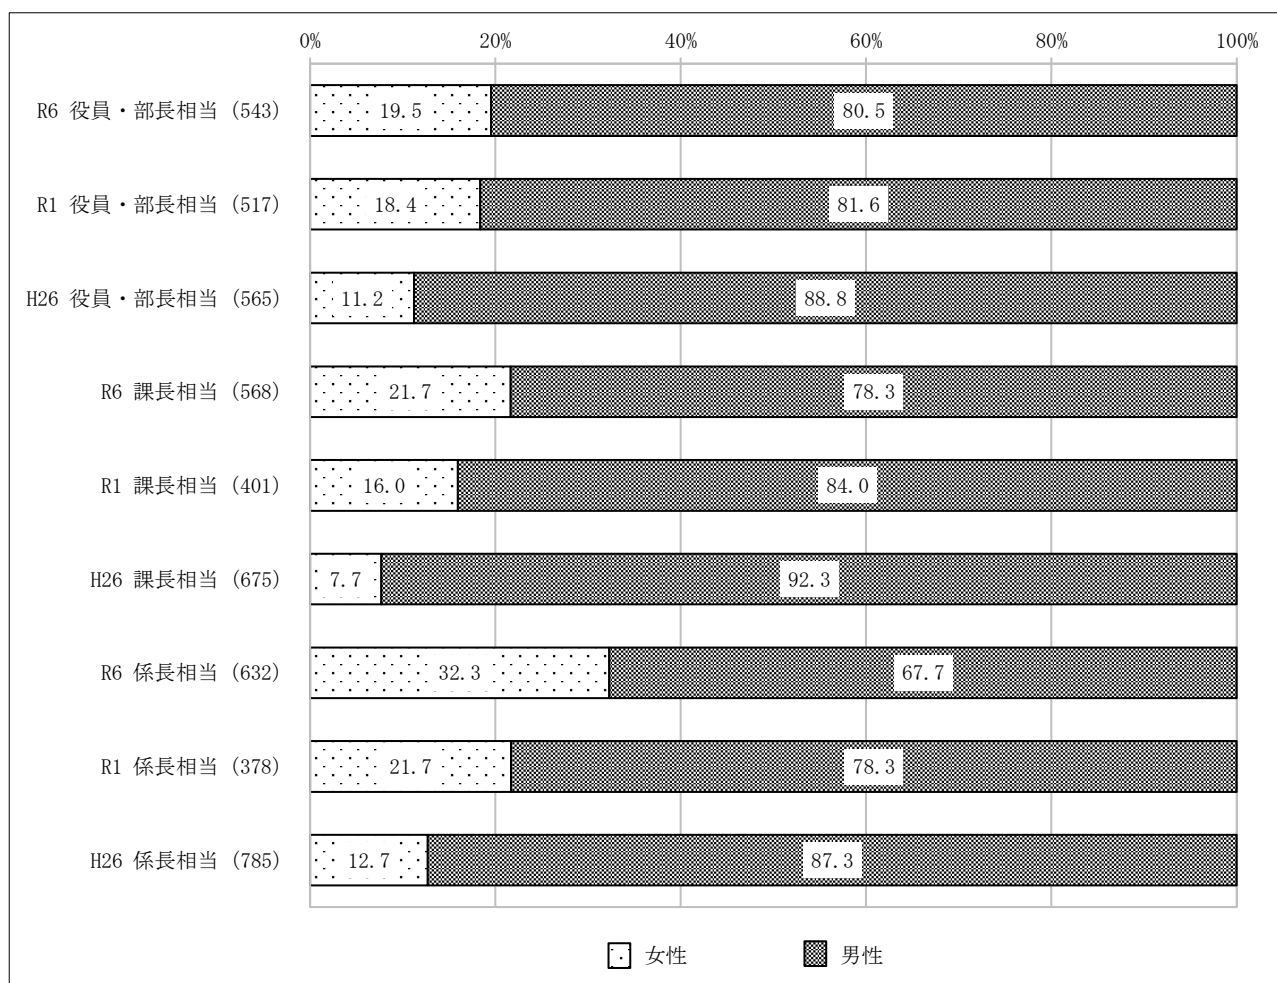 0% 20% 40% 60% 80% 100%
R6 役員・部長相当 (543) 19.5 80.5
R1 役員・部長相当 (517) 18.4 81.6
H26 役員・部長相当 (565) 11.2 88.8
R6 課長相当 (568) 21.7 78.3
R1 課長相当 (401) 16.0 84.0
H26 課長相当 (675) 7.7 92.3
R6 係長相当 (632) 32.3 67.7
R1 係長相当 (378) 21.7 78.3
H26 係長相当 (785) 12.7 87.3
女性 男性